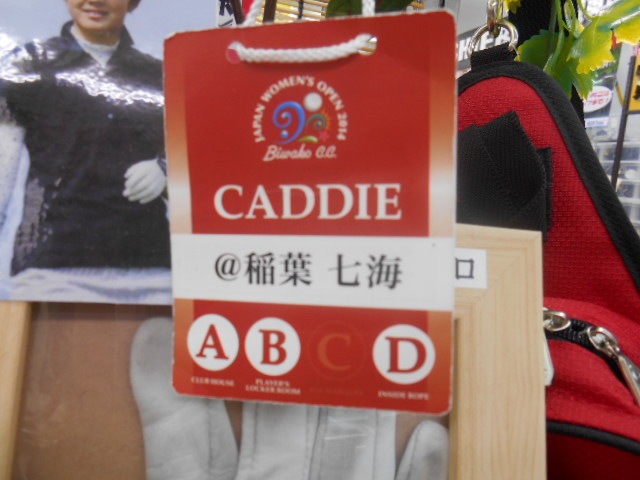 JAPAN WOMEN'S OPEN 2014
Biwako C.C.
CADDIE
@稲葉 七海
ロ
A B C D
CLUB HOUSE
PLAYER'S
LOCKER ROOM
INSIDE ROPE